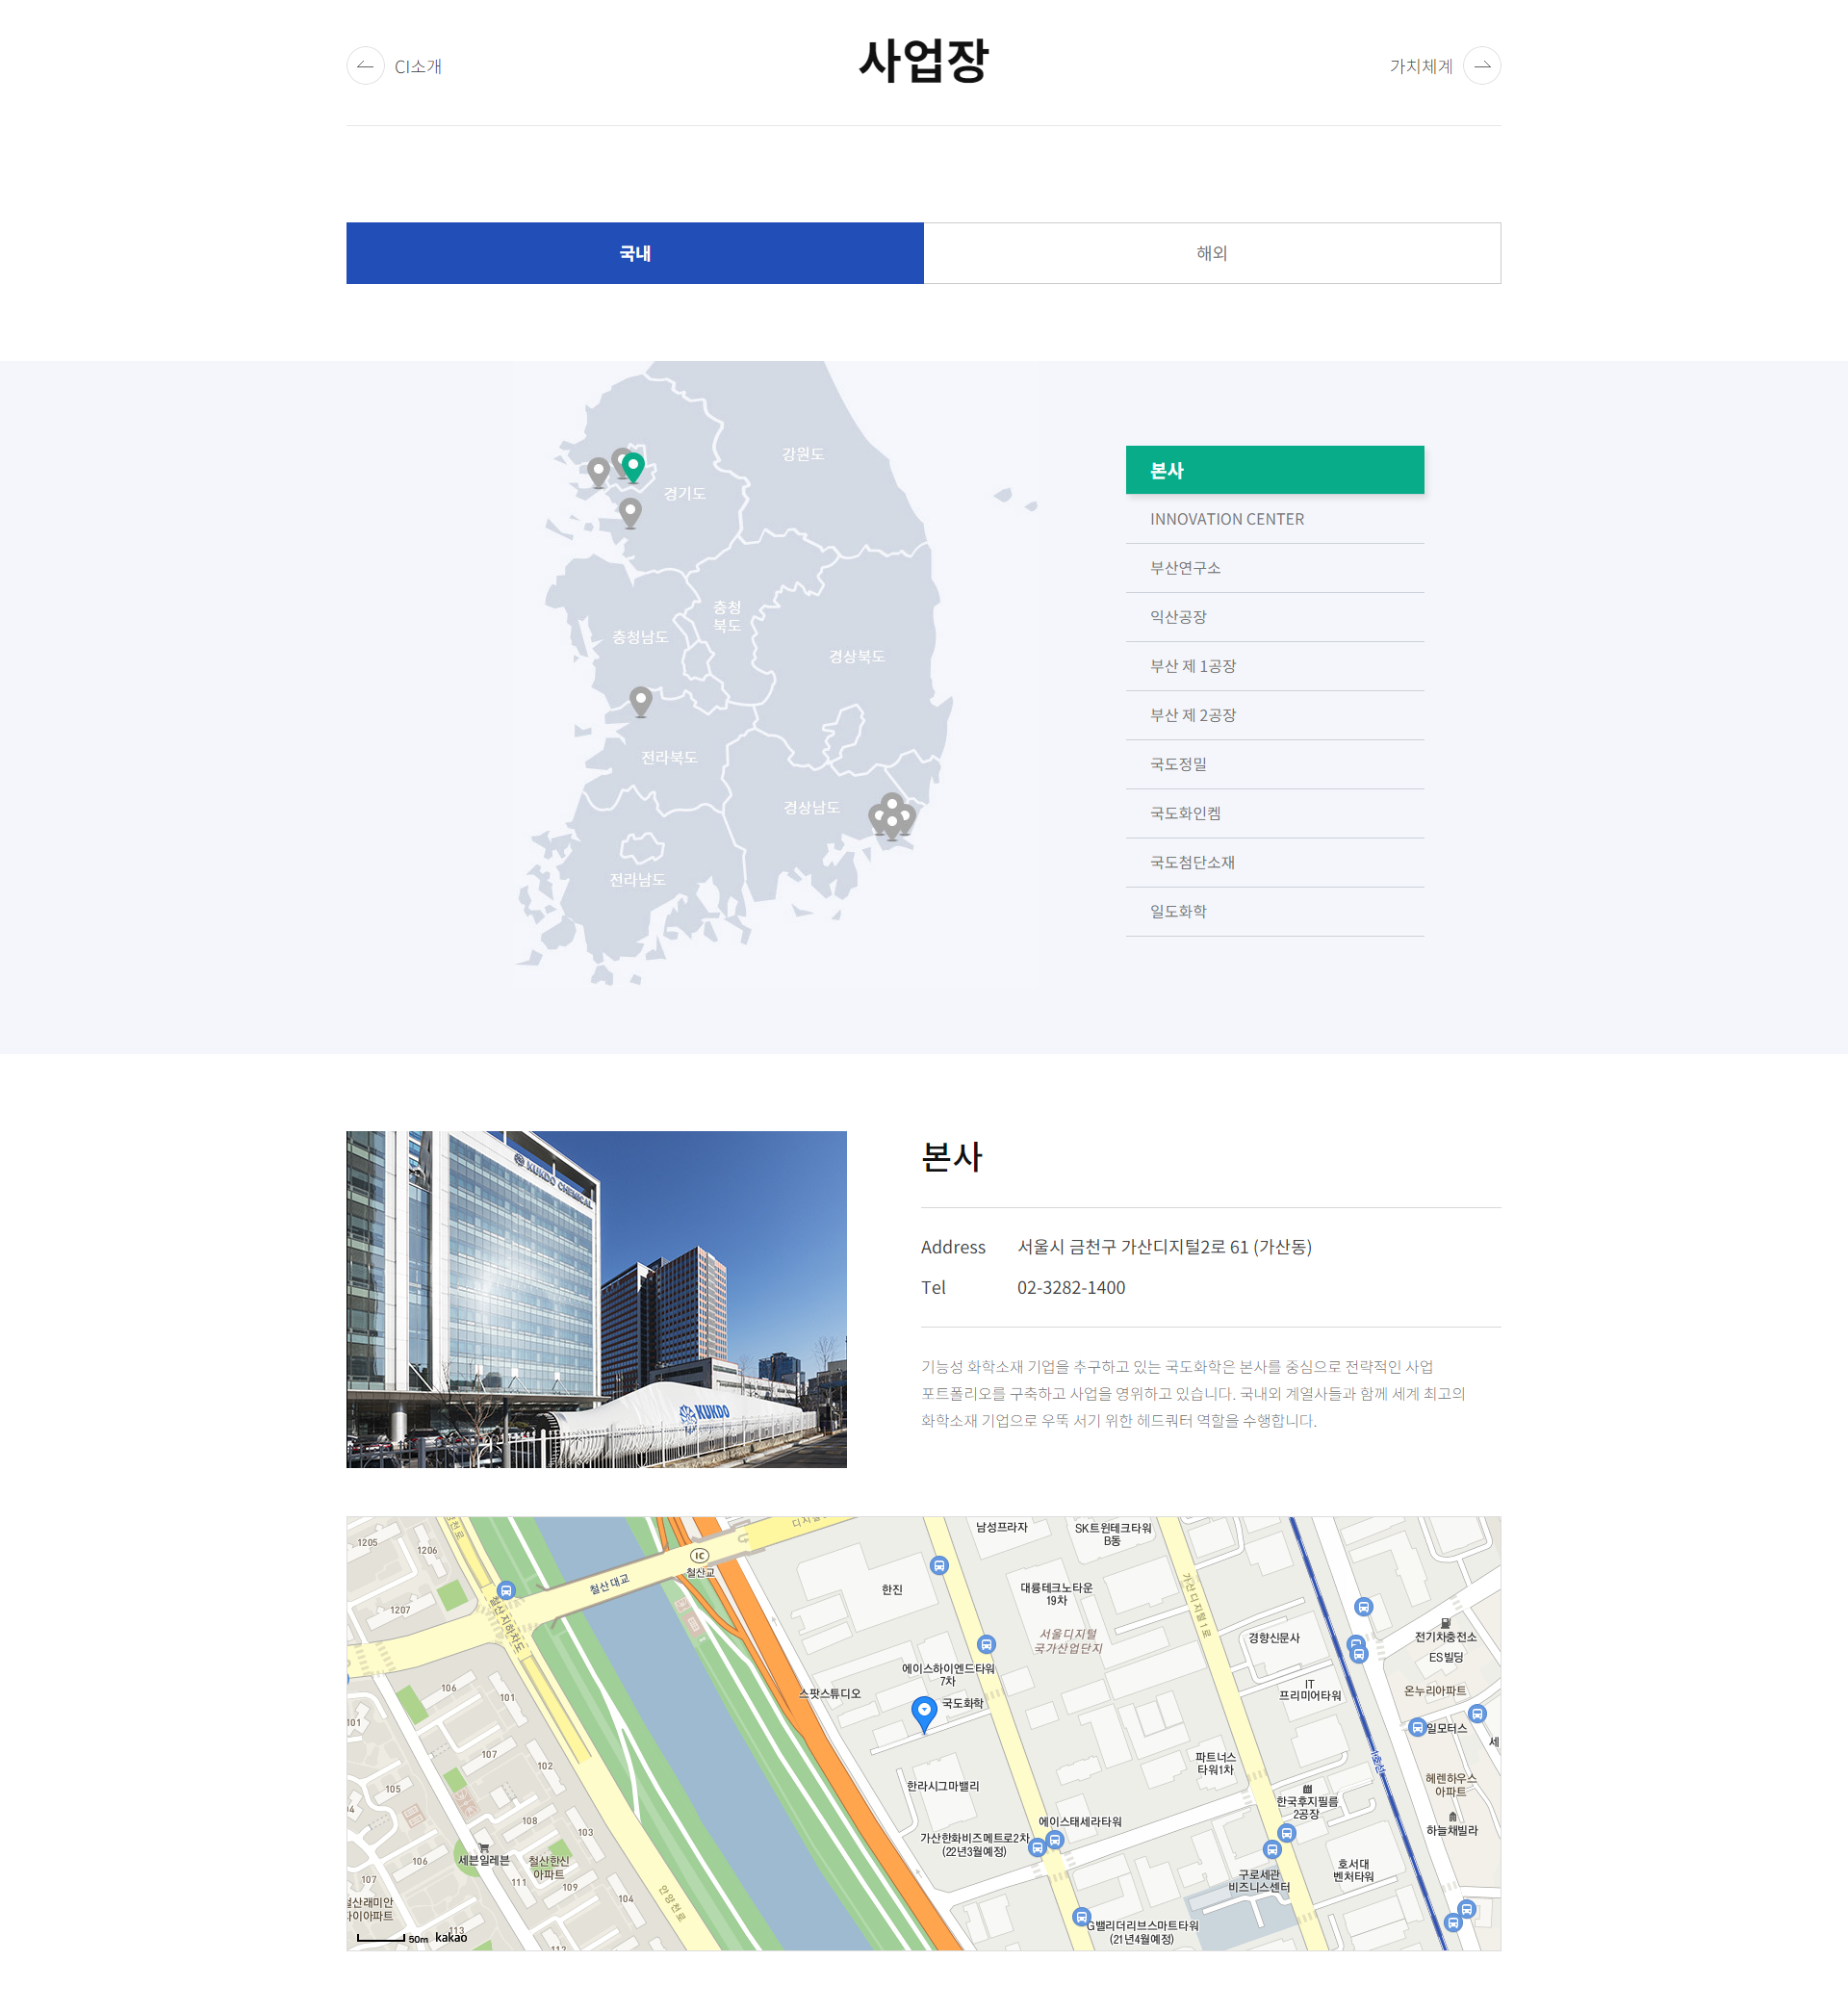 CI소개
사업장
가치체계
국내
해외
강원도
경기도
충청
북도
충청남도
경상북도
전라북도
경상남도
전라남도
본사
INNOVATION CENTER
부산연구소
익산공장
부산 제 1공장
부산 제 2공장
국도정밀
국도화인켐
국도첨단소재
일도화학
KUKDO CHEMICAL
KUKDO
본사
Address 서울시 금천구 가산디지털2로 61 (가산동)
Tel 02-3282-1400
기능성 화학소재 기업을 추구하고 있는 국도화학은 본사를 중심으로 전략적인 사업
포트폴리오를 구축하고 사업을 영위하고 있습니다. 국내외 계열사들과 함께 세계 최고의
화학소재 기업으로 우뚝 서기 위한 헤드쿼터 역할을 수행합니다.
남성프라자
SK트윈테크타워
B동
1205
1206
IC
철산교
철산대교
한진
대륭테크노타운
19차
1207
철산지하차도
가산디지털1로
서울디지털
국가산업단지
경향신문사
전기차충전소
ES빌딩
에이스하이엔드타워
7차
스팟스튜디오
국도화학
IT
프리미어타워
온누리아파트
일모터스
세
106
101
101
107
102
105
파트너스
타워1차
1호선
한라시그마밸리
헤렌하우스
아파트
한국후지필름
2공장
하늘채빌라
108
103
에이스태세라타워
가산한화비즈메트로2차
(22년3월예정)
106
세븐일레븐
철산한신
아파트
107
111
109
104
안양천로
호서대
벤처타워
구로세관
비즈니스센터
113
112
G밸리더리브스마트타워
(21년4월예정)
50m kakao